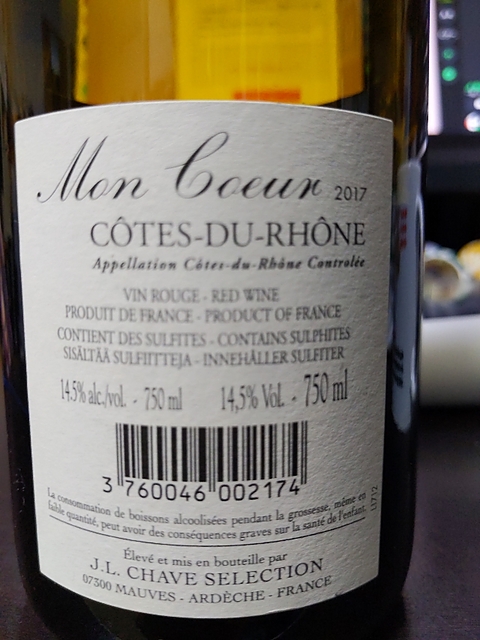 Mon Coeur 2017
CÔTES-DU-RHÔNE
Appellation Côtes-du-Rhône Controlée
VIN ROUGE - RED WINE
PRODUIT DE FRANCE - PRODUCT OF FRANCE
CONTIENT DES SULFITES - CONTAINS SULPHITES
SISÄLTÄÄ SULFIITTEJA - INNEHÅLLER SULFITER
14.5% alc./vol. - 750 ml 14,5% Vol. - 750 ml
3 760046 002174
La consommation de boissons alcoolisées pendant la grossesse, même en
faible quantité, peut avoir des conséquences graves sur la santé de l'enfant.
L1712
Élevé et mis en bouteille par
J.L. CHAVE SELECTION
07300 MAUVES - ARDÈCHE - FRANCE